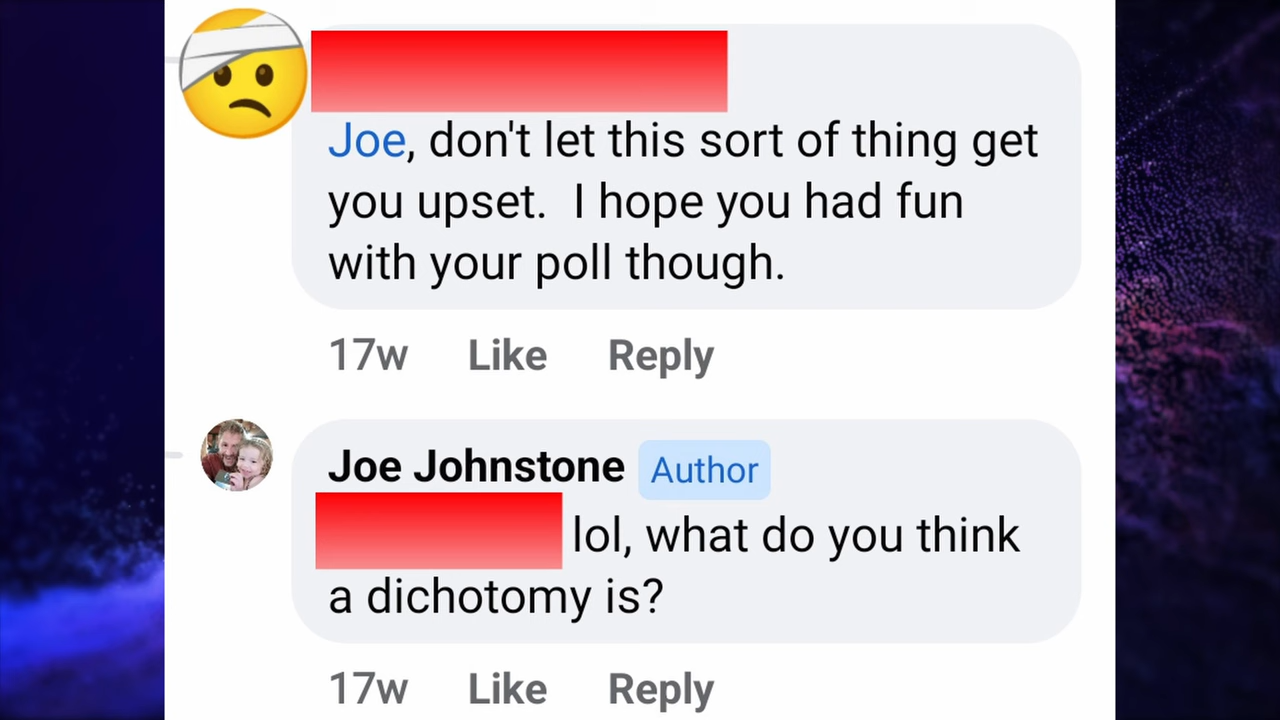 Joe, don't let this sort of thing get
you upset.  I hope you had fun
with your poll though.
17w Like Reply
Joe Johnstone Author
lol, what do you think
a dichotomy is?
17w Like Reply